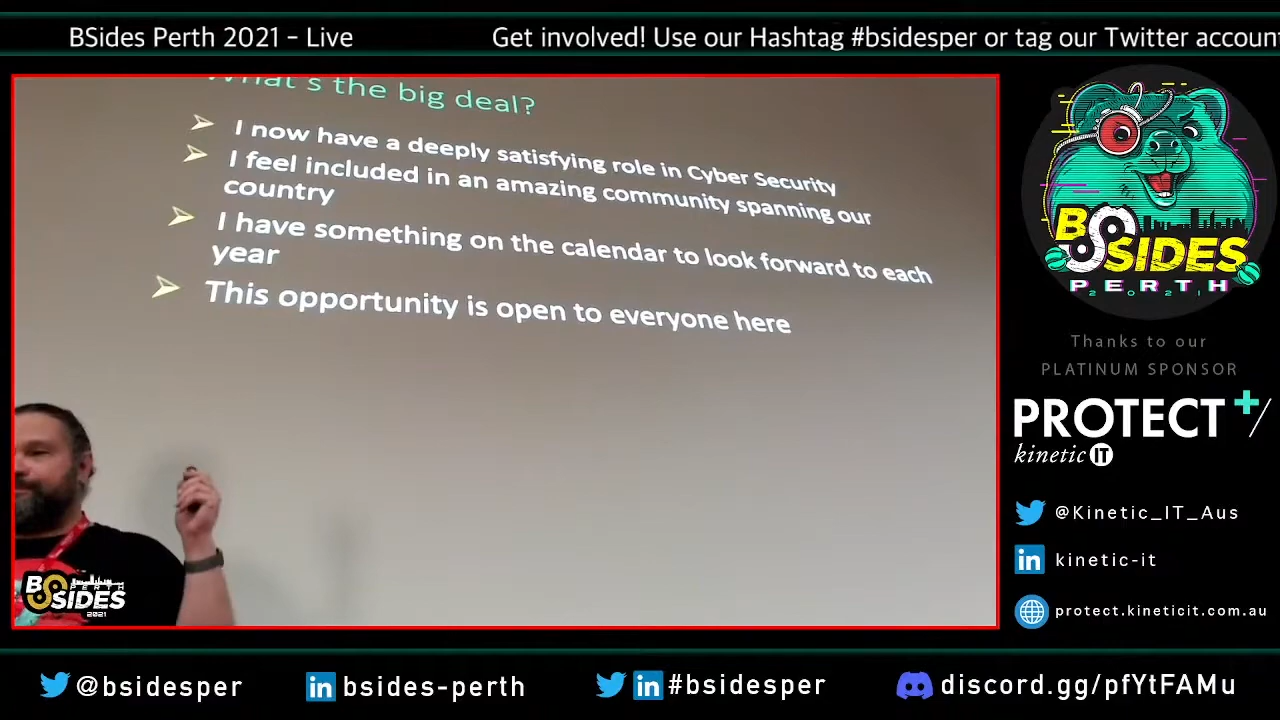 BSides Perth 2021 - Live
Get involved! Use our Hashtag #bsidesper or tag our Twitter account
What's the big deal?
➢ I now have a deeply satisfying role in Cyber Security
➢ I feel included in an amazing community spanning our
country
➢ I have something on the calendar to look forward to each
year
➢ This opportunity is open to everyone here
BSIDES
PERTH
2021
BSIDES
PERTH
2021
Thanks to our
PLATINUM SPONSOR
PROTECT+/
kinetic IT
@Kinetic_IT_Aus
kinetic-it
protect.kineticit.com.au
@bsidesper
bsides-perth
#bsidesper
discord.gg/pfYtFAMu